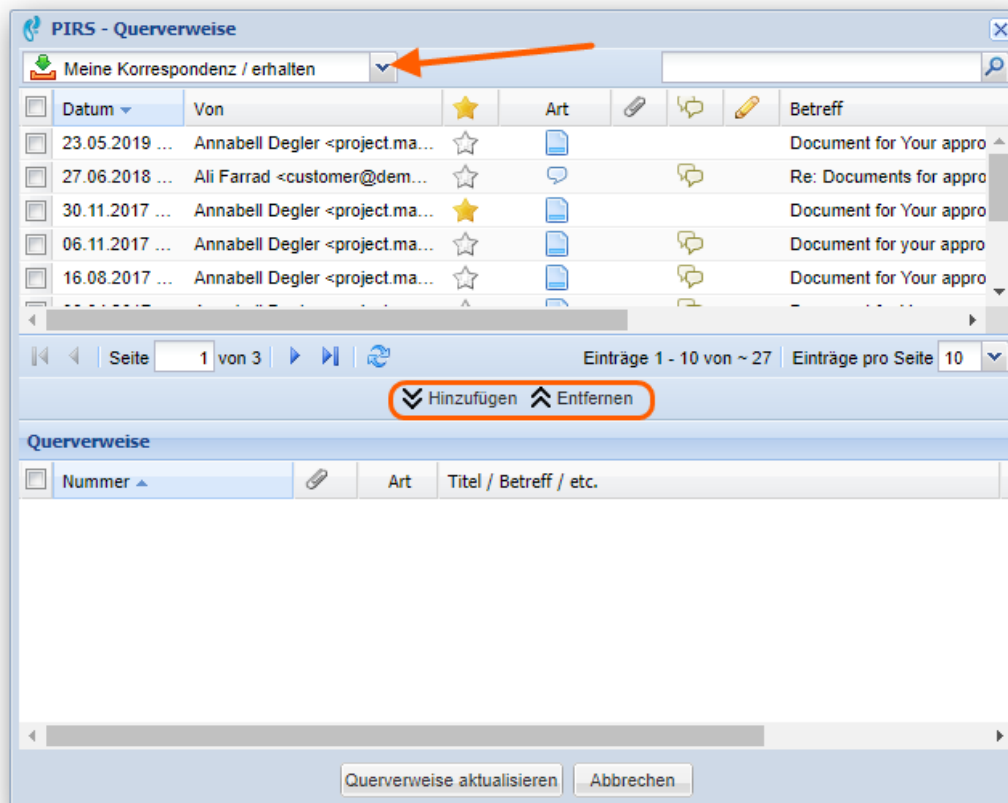 PIRS - Querverweise
Meine Korrespondenz / erhalten
Datum Von Art Betreff
23.05.2019 ... Annabell Degler <project.ma... Document for Your appro
27.06.2018 ... Ali Farrad <customer@dem... Re: Documents for appro
30.11.2017 ... Annabell Degler <project.ma... Document for Your appro
06.11.2017 ... Annabell Degler <project.ma... Document for your appro
16.08.2017 ... Annabell Degler <project.ma... Document for Your appro
Seite 1 von 3 Einträge 1 - 10 von ~ 27 Einträge pro Seite 10
Hinzufügen Entfernen
Querverweise
Nummer Art Titel / Betreff / etc.
Querverweise aktualisieren Abbrechen